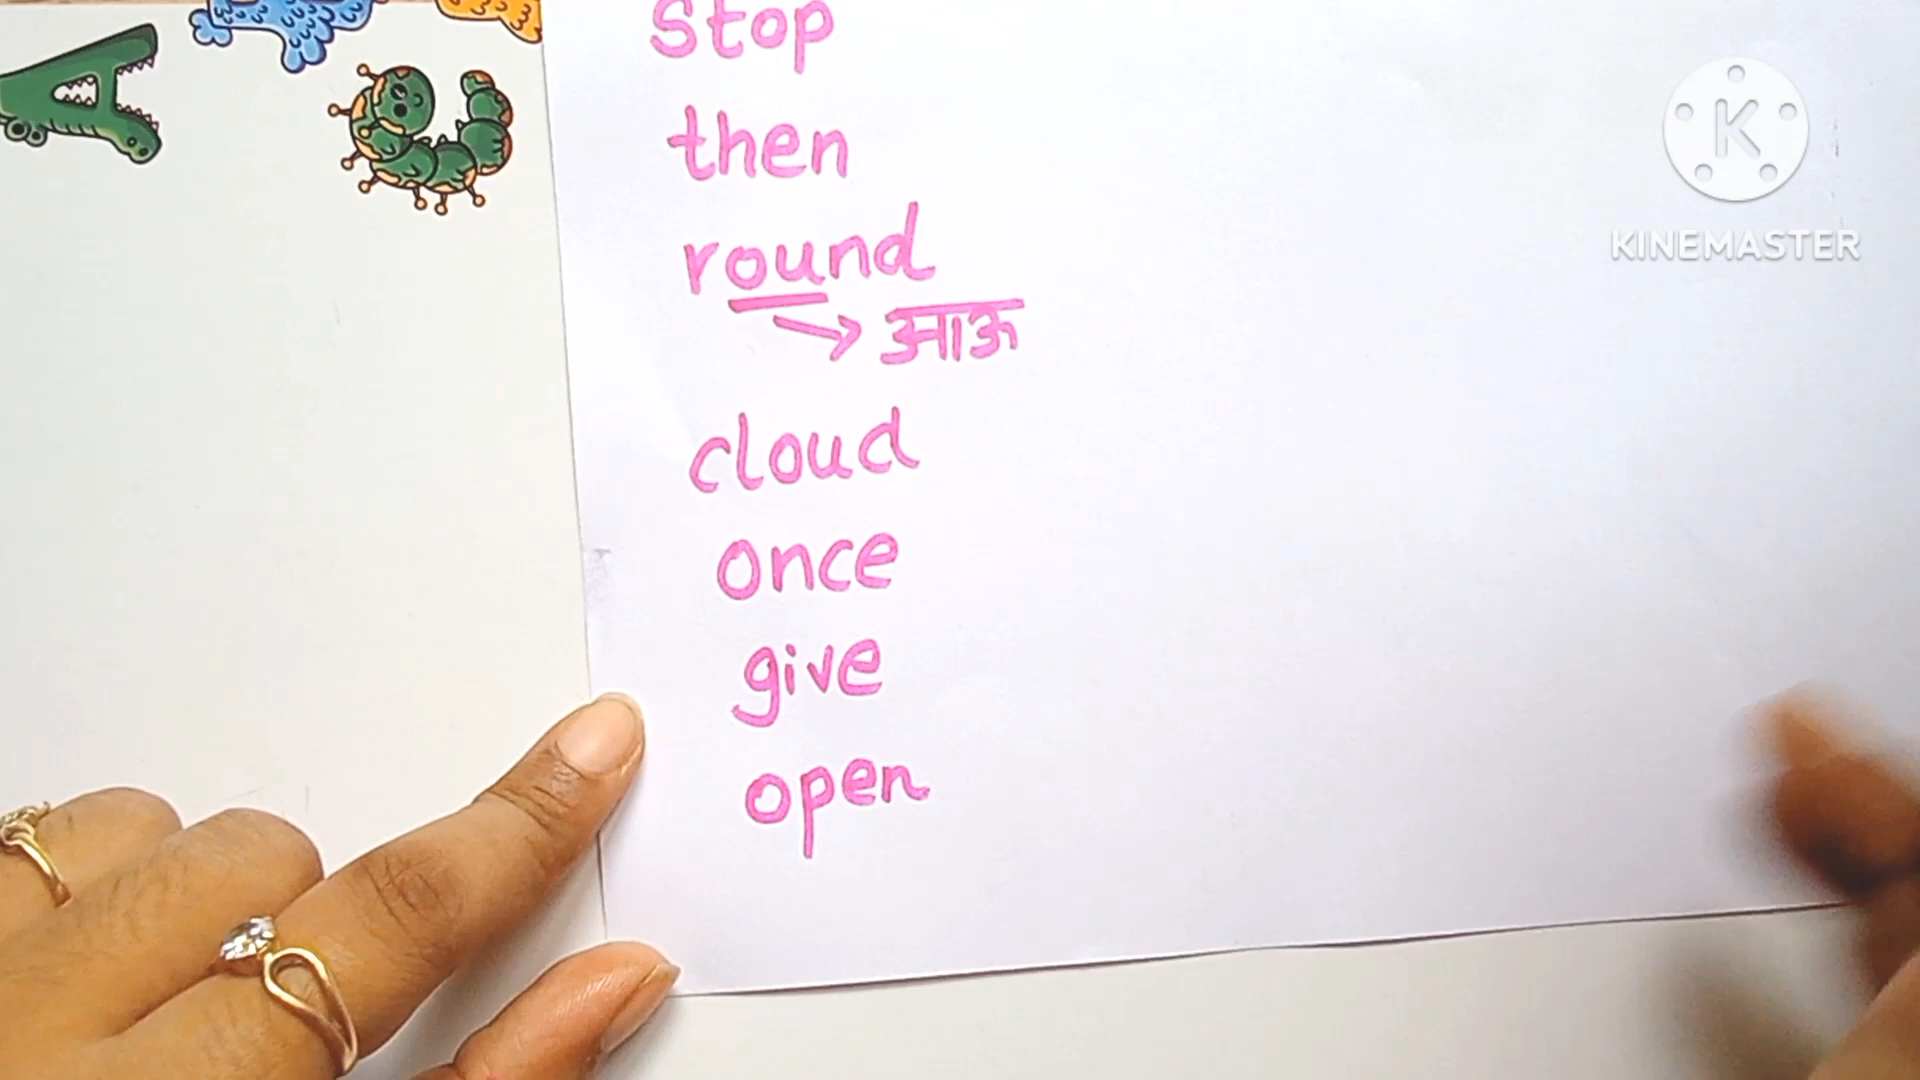 Stop
then
round
→ आऊ
cloud
once
give
open
K
KINEMASTER